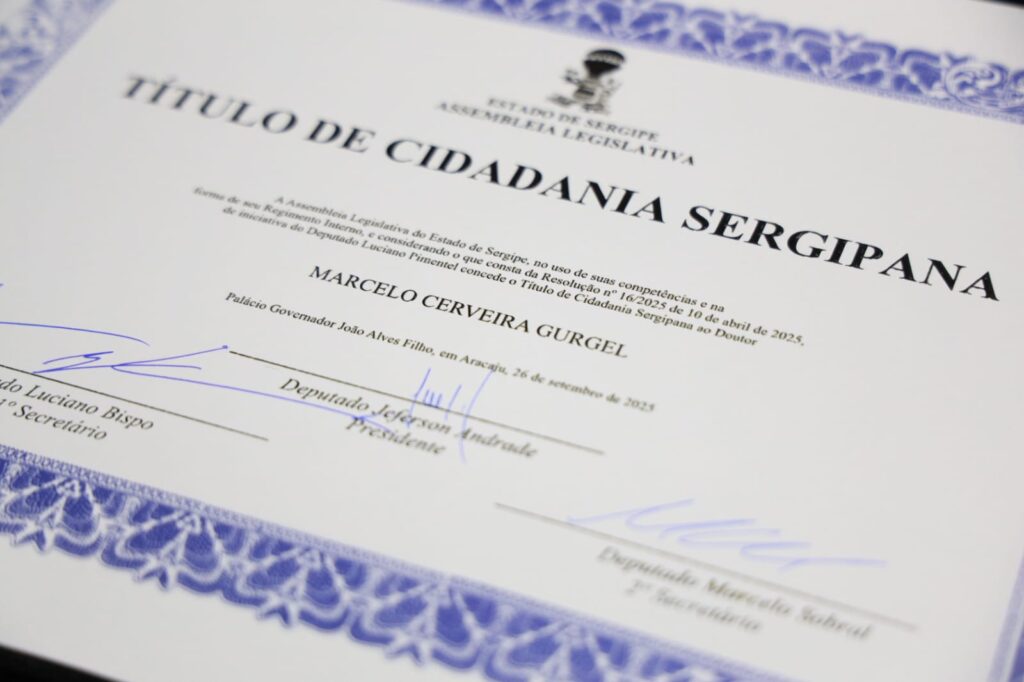 ESTADO DE SERGIPE
ASSEMBLEIA LEGISLATIVA
TÍTULO DE CIDADANIA SERGIPANA
A Assembleia Legislativa do Estado de Sergipe, no uso de suas competências e na
forma de seu Regimento Interno, e considerando o que consta da Resolução nº 16/2025 de 10 de abril de 2025,
de iniciativa do Deputado Luciano Pimentel concede o Título de Cidadania Sergipana ao Doutor
MARCELO CERVEIRA GURGEL
Palácio Governador João Alves Filho, em Aracaju, 26 de setembro de 2025
do Luciano Bispo
1º Secretário
Deputado Jeferson Andrade
Presidente
Deputado Marcelo Sobral
2º Secretário